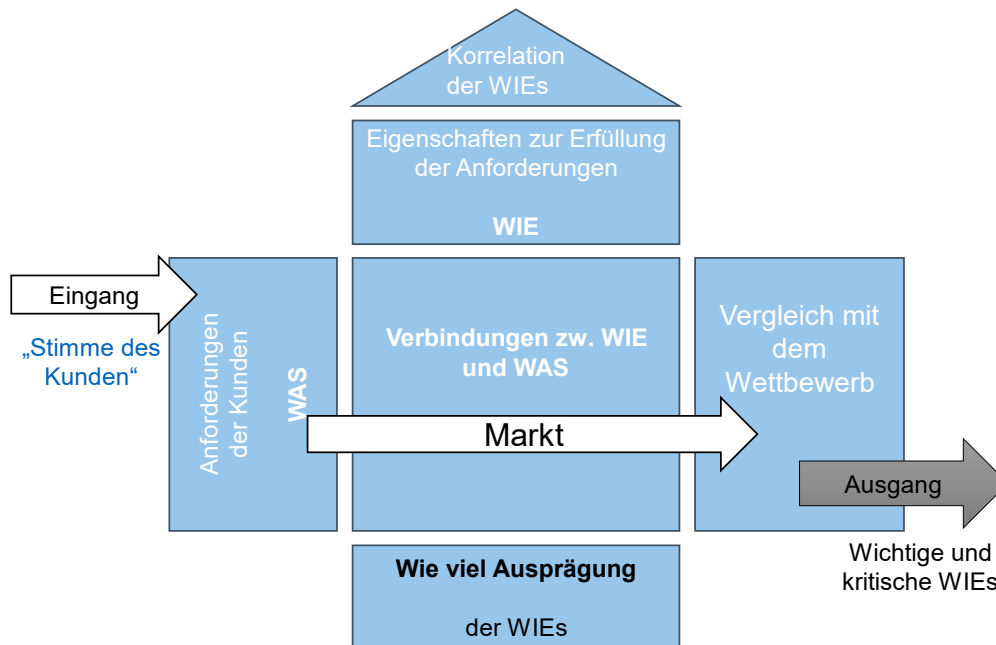 Korrelation
der WIEs
Eigenschaften zur Erfüllung
der Anforderungen
WIE
Eingang
„Stimme des
Kunden“
Anforderungen
der Kunden
WAS
Verbindungen zw. WIE
und WAS
Markt
Vergleich mit
dem
Wettbewerb
Ausgang
Wichtige und
kritische WIEs
Wie viel Ausprägung
der WIEs